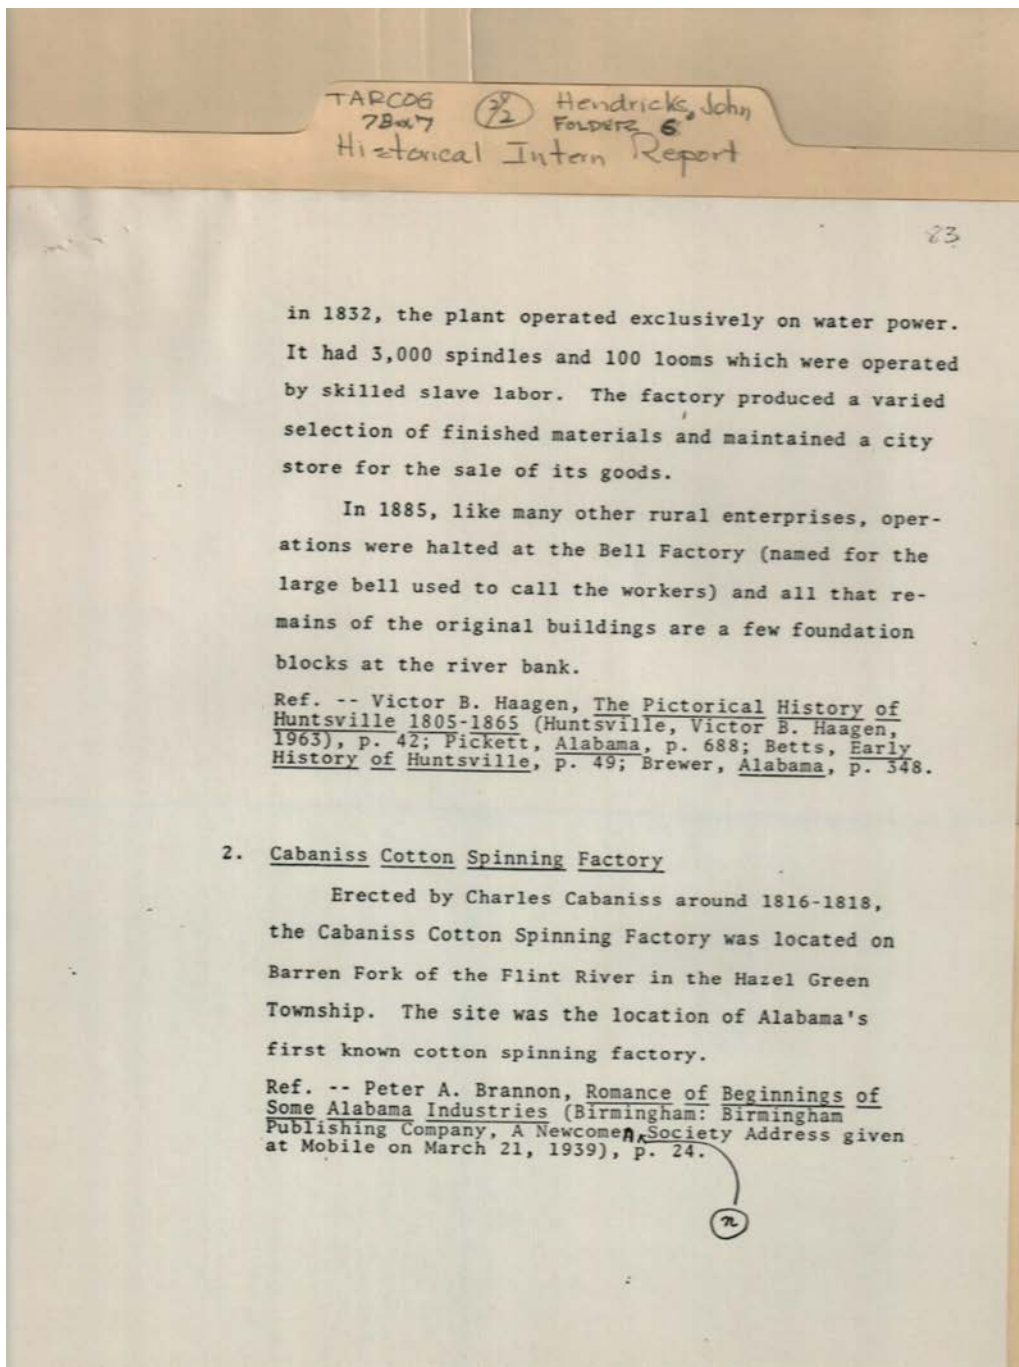 TARCOG
Hendricks, John
FOLDER 6
Historical Intern Report
83
in 1832, the plant operated exclusively on water power.
It had 3,000 spindles and 100 looms which were operated
by skilled slave labor. The factory produced a varied
selection of finished materials and maintained a city
store for the sale of its goods.
In 1885, like many other rural enterprises, oper-
ations were halted at the Bell Factory (named for the
large bell used to call the workers) and all that re-
mains of the original buildings are a few foundation
blocks at the river bank.
Ref. -- Victor B. Haagen, The Pictorical History of
Huntsville 1805-1865 (Huntsville, Victor B. Haagen,
1963), p. 42; Pickett, Alabama, p. 688; Betts, Early
History of Huntsville, p. 49; Brewer, Alabama, p. 348.
2. Cabaniss Cotton Spinning Factory
Erected by Charles Cabaniss around 1816-1818,
the Cabaniss Cotton Spinning Factory was located on
Barren Fork of the Flint River in the Hazel Green
Township. The site was the location of Alabama's
first known cotton spinning factory.
Ref. -- Peter A. Brannon, Romance of Beginnings of
Some Alabama Industries (Birmingham: Birmingham
Publishing Company, A Newcomen Society Address given
at Mobile on March 21, 1939), p. 24.
n